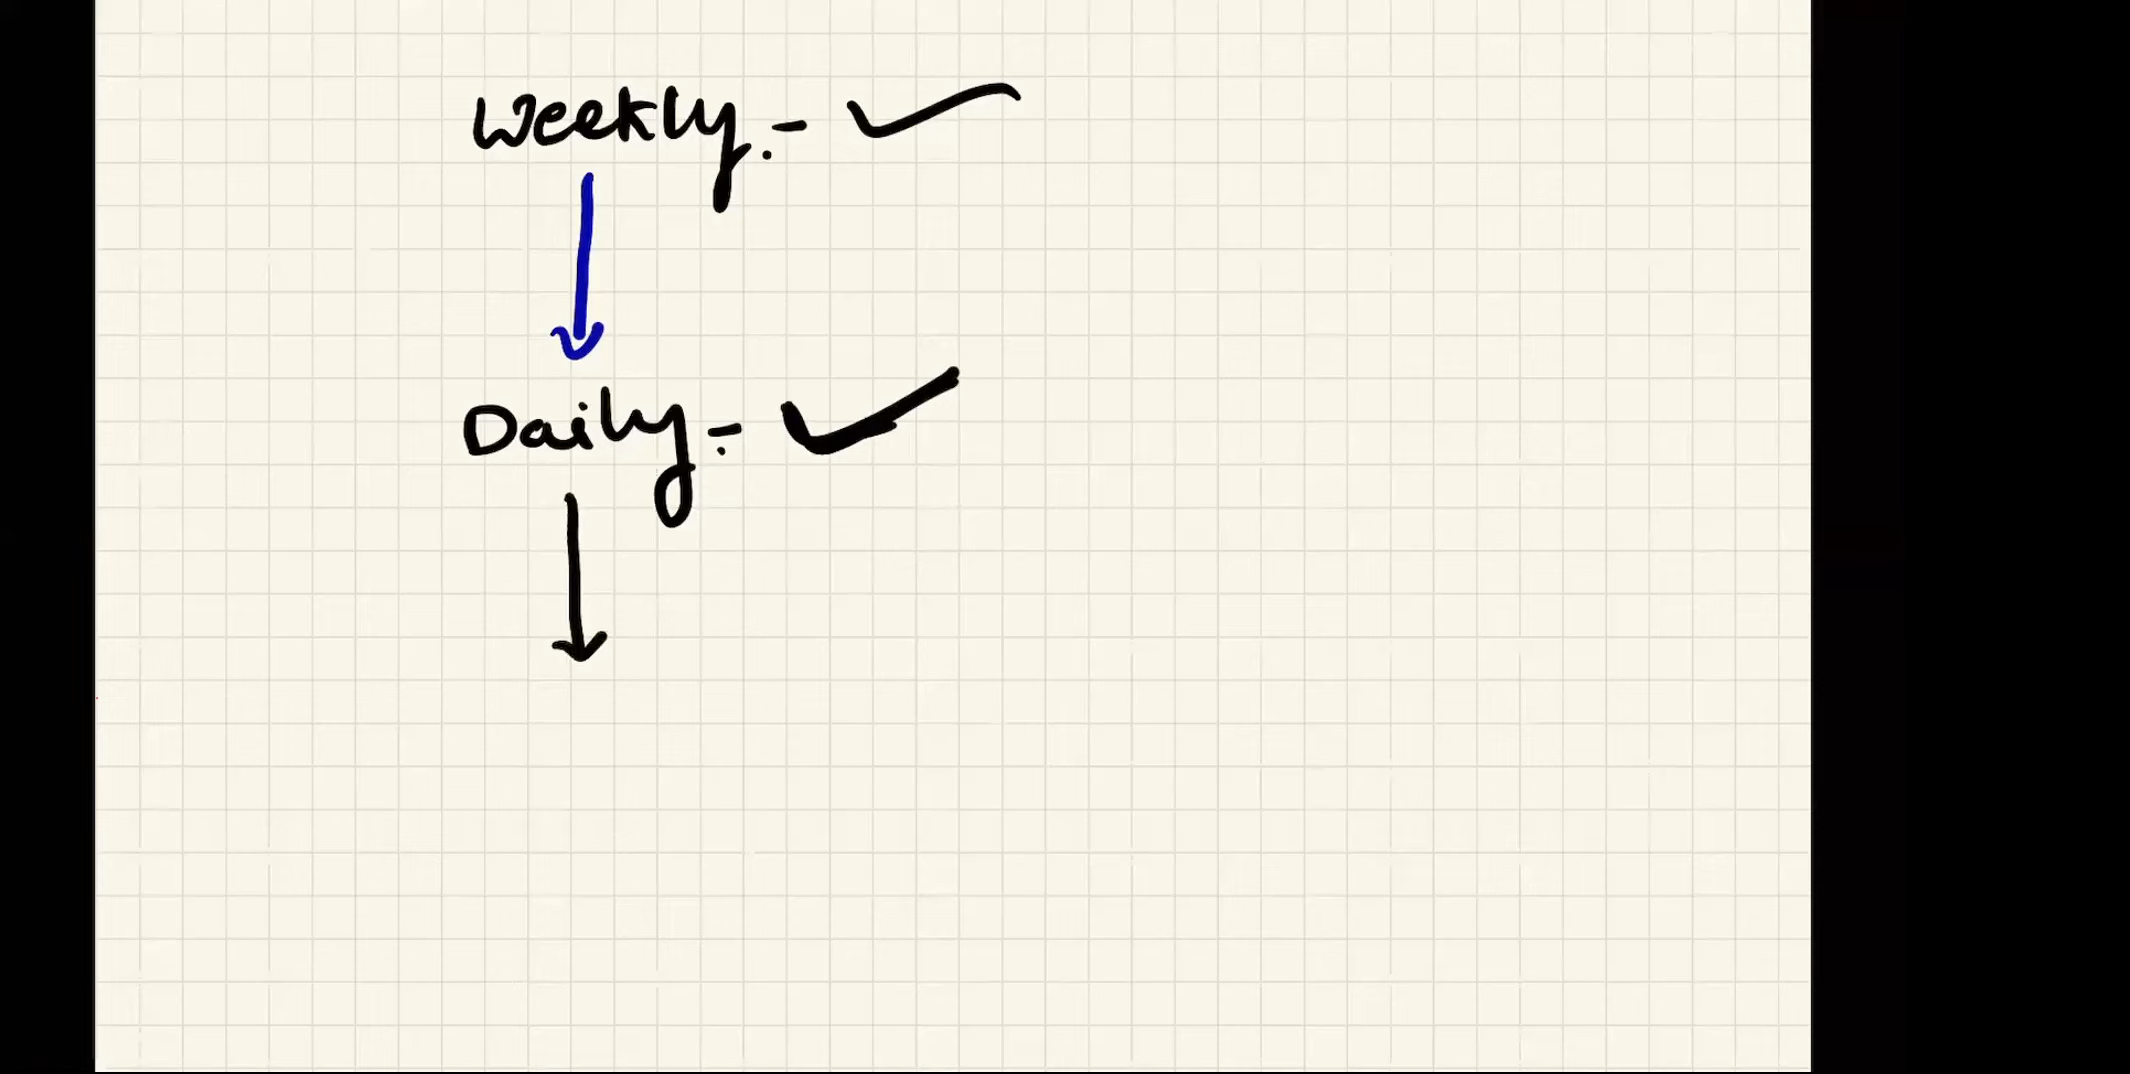 Weekly :- ✓
Daily :- ✓